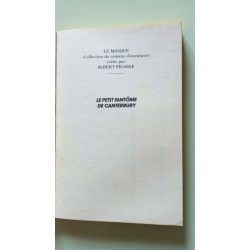 LE MASQUE
Collection de romans d'aventures
créée par
ALBERT PIGASSE
LE PETIT FANTÔME
DE CANTERBURY